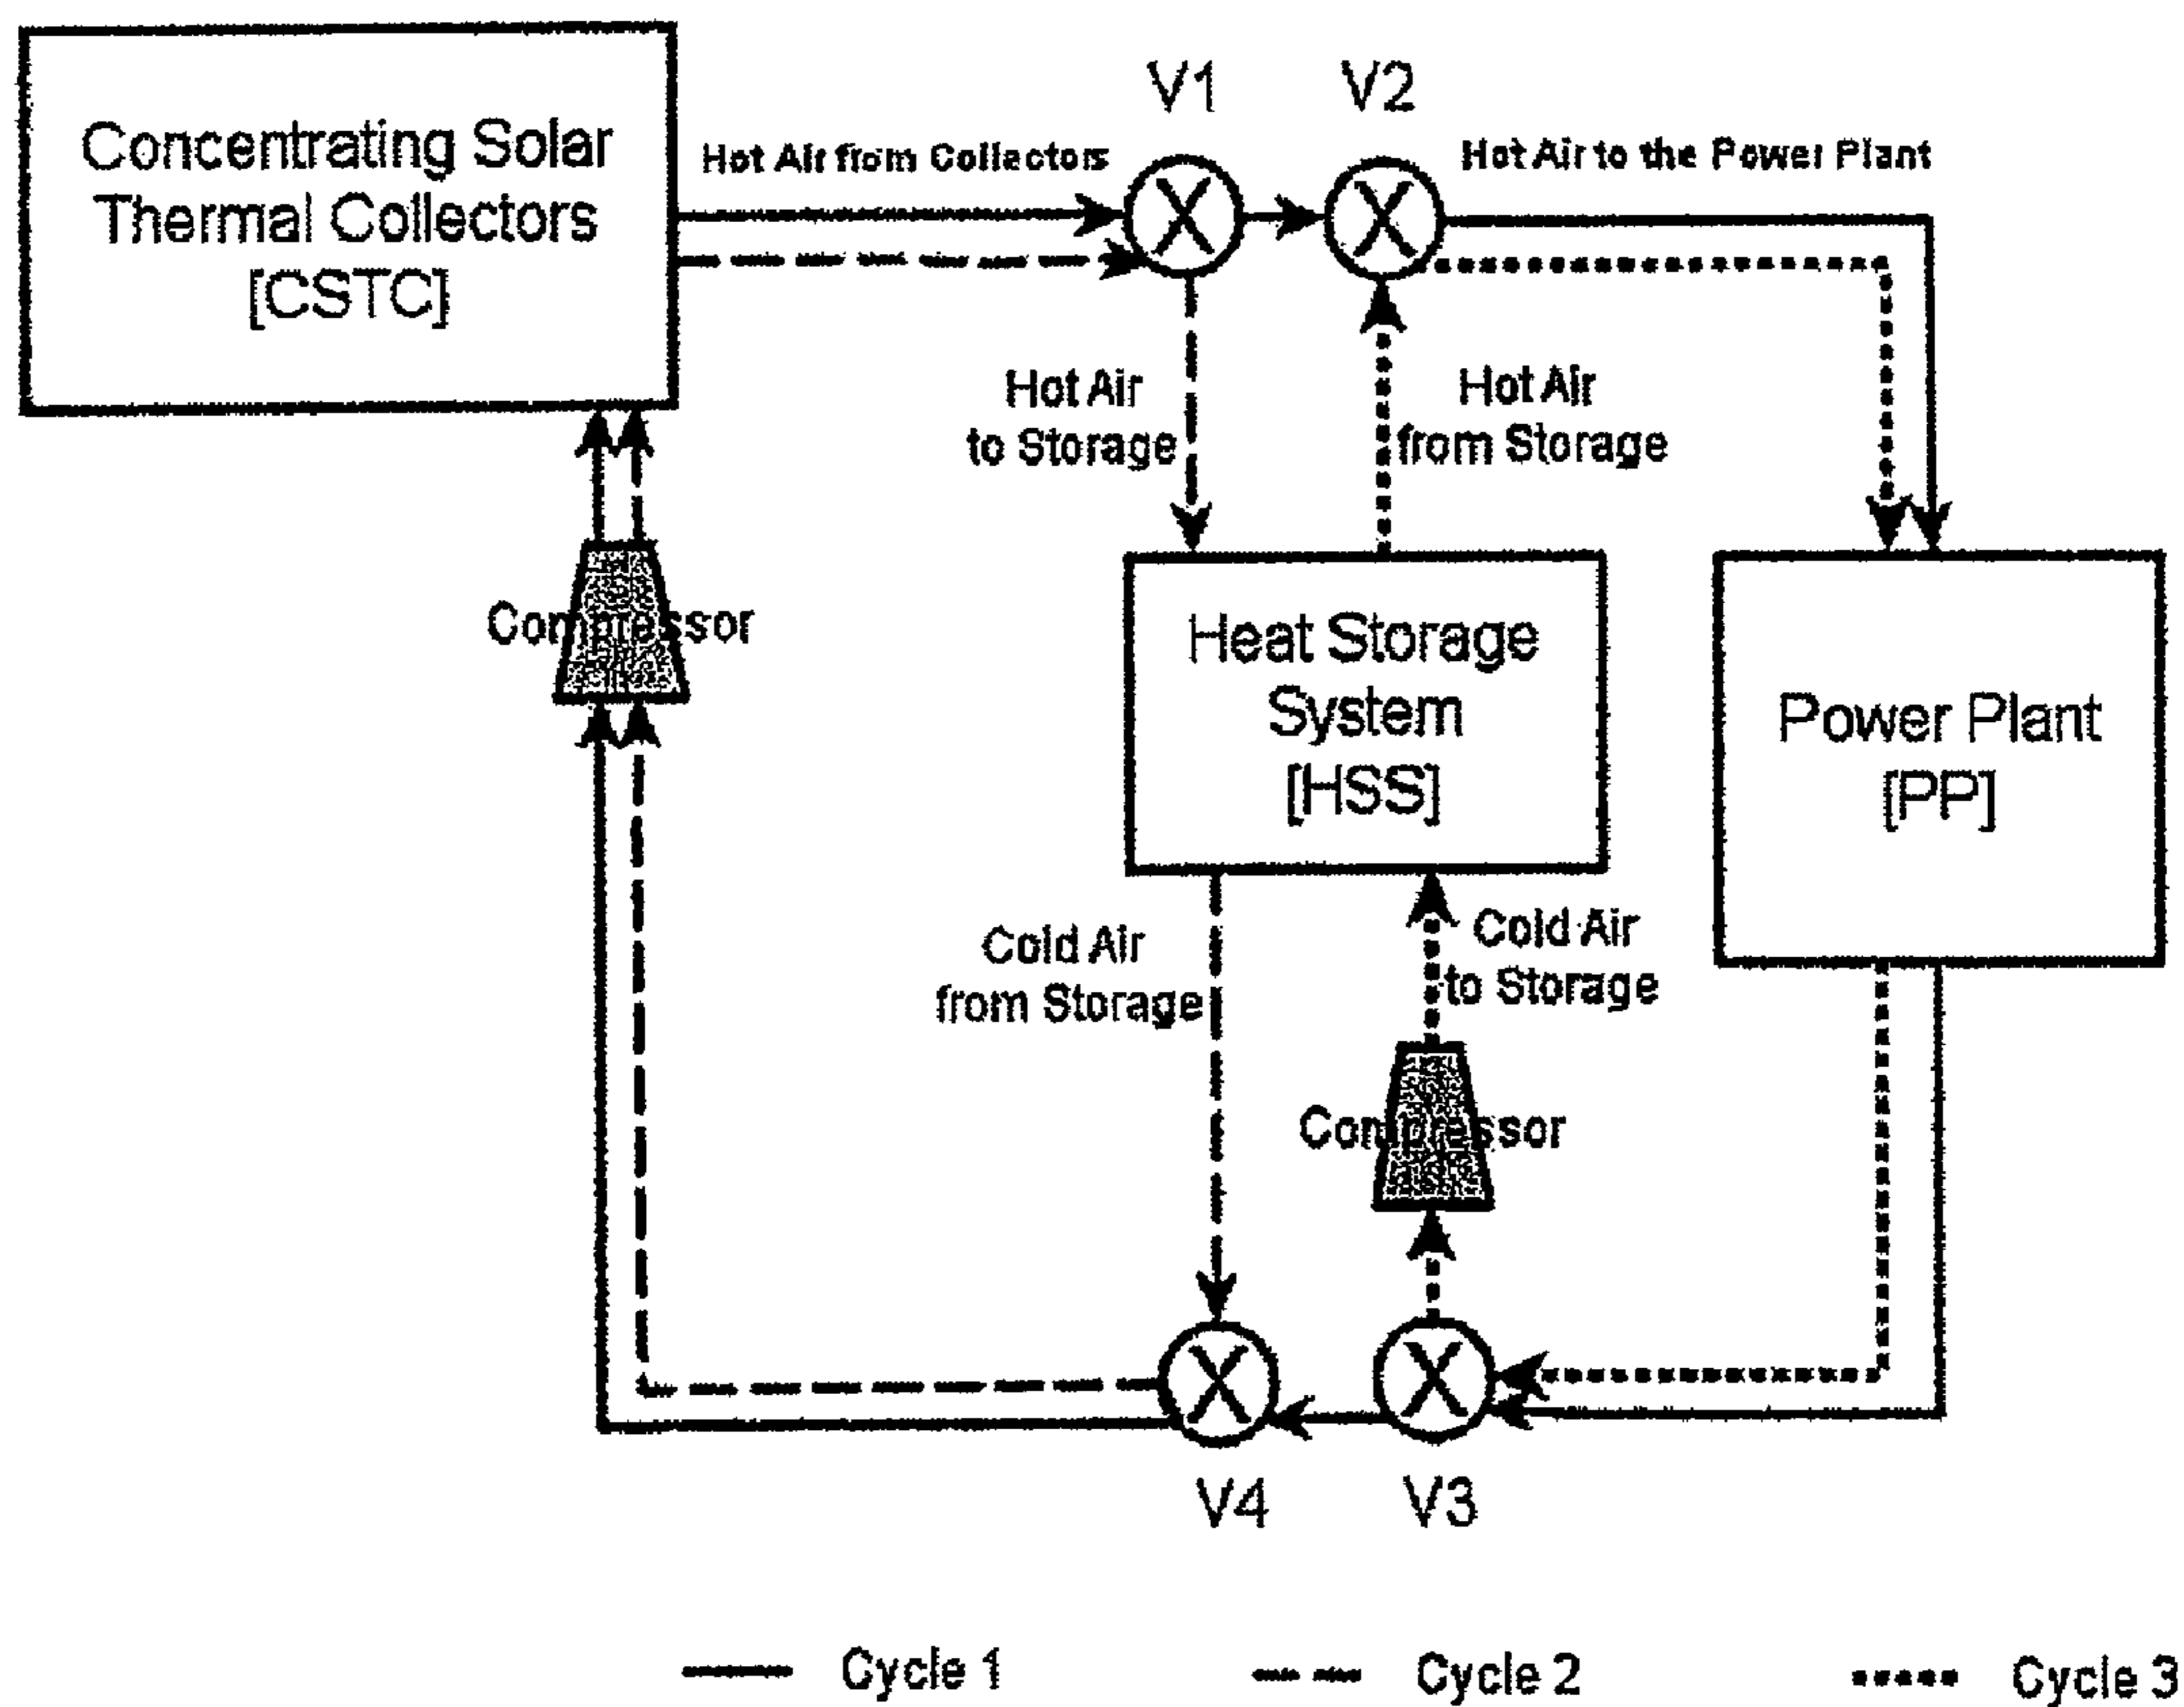 V1
V2
Concentrating Solar
Thermal Collectors
[CSTC]
Hot Air from Collectors
Hot Air to the Power Plant
X
X
Hot Air
to Storage
Hot Air
from Storage
Compressor
Heat Storage
System
[HSS]
Power Plant
[PP]
Cold Air
from Storage
Cold Air
to Storage
Compressor
X
X
V4
V3
Cycle 1
Cycle 2
Cycle 3